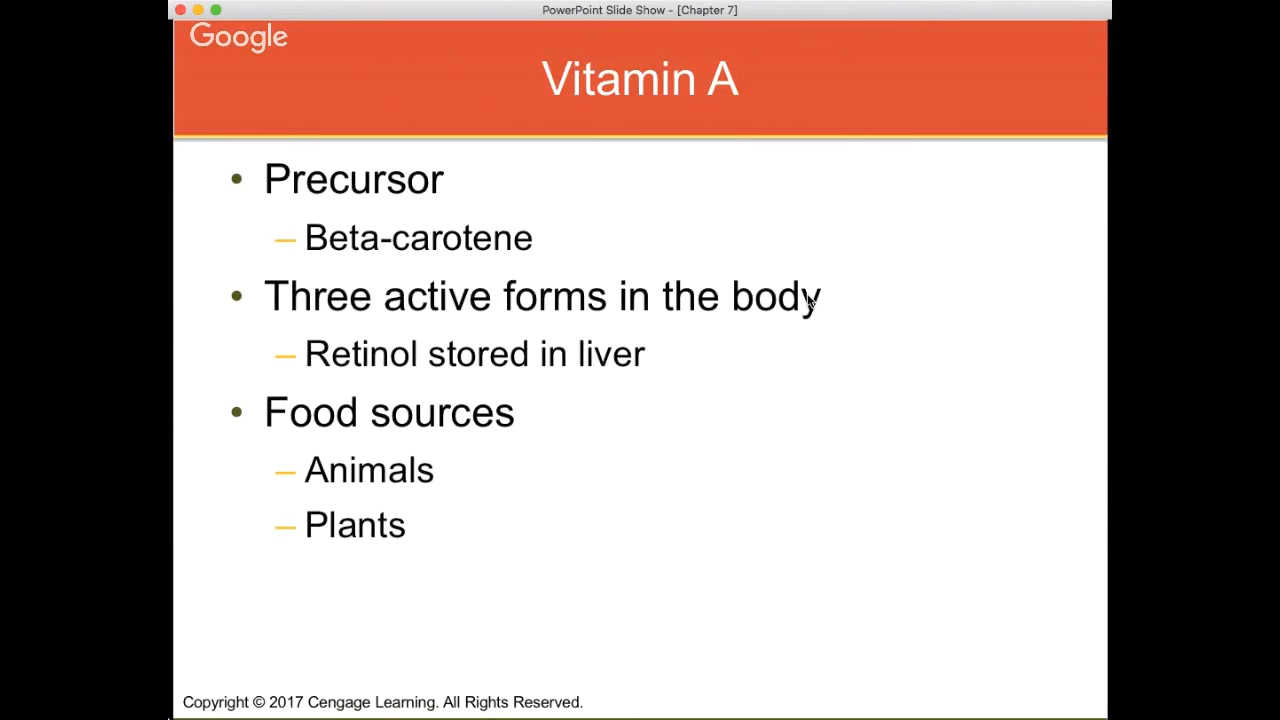 PowerPoint Slide Show - [Chapter 7]
Google
Vitamin A
• Precursor
– Beta-carotene
• Three active forms in the body
– Retinol stored in liver
• Food sources
– Animals
– Plants
Copyright © 2017 Cengage Learning. All Rights Reserved.